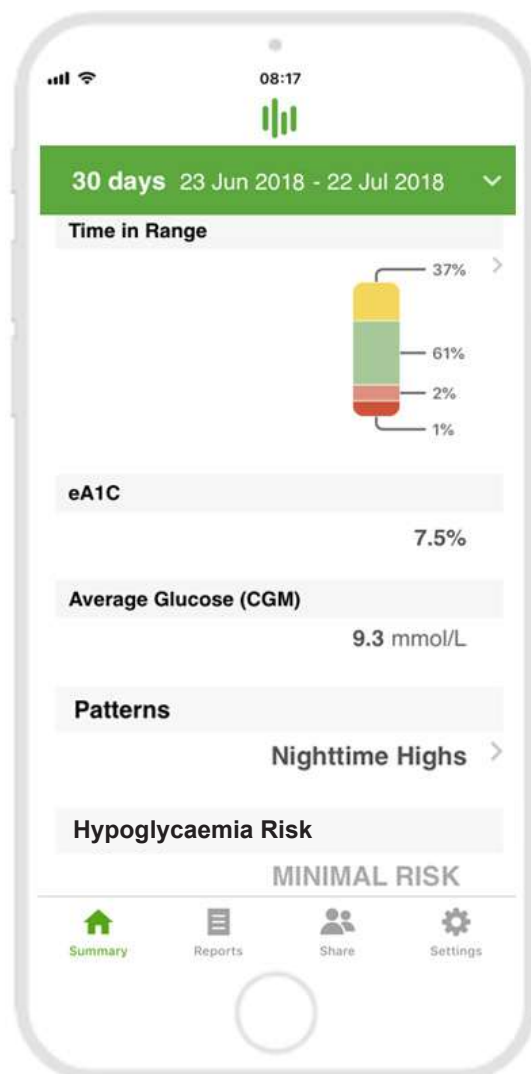 08:17
30 days 23 Jun 2018 - 22 Jul 2018
Time in Range
37%
61%
2%
1%
eA1C
7.5%
Average Glucose (CGM)
9.3 mmol/L
Patterns
Nighttime Highs
Hypoglycaemia Risk
MINIMAL RISK
Summary Reports Share Settings